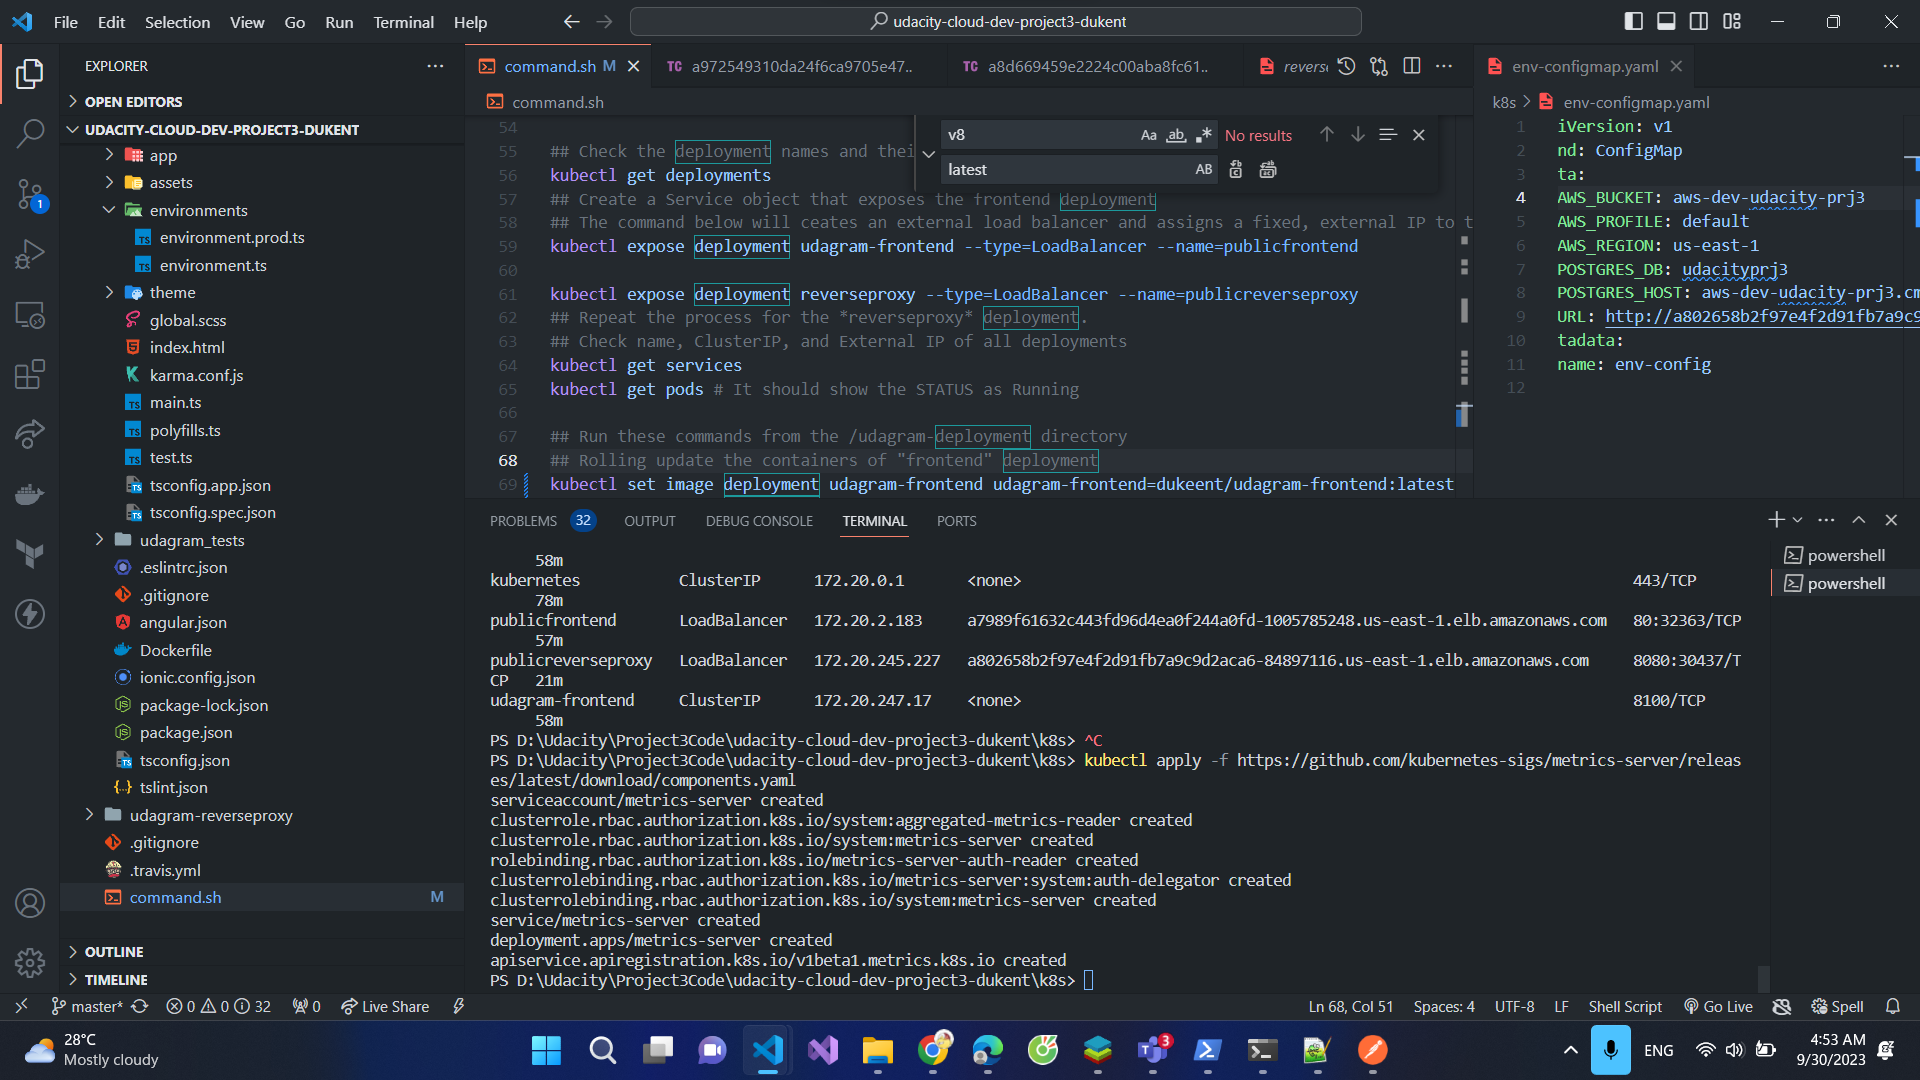 File Edit Selection View Go Run Terminal Help
udacity-cloud-dev-project3-dukent
EXPLORER
OPEN EDITORS
UDACITY-CLOUD-DEV-PROJECT3-DUKENT
app
assets
environments
environment.prod.ts
environment.ts
theme
global.scss
index.html
karma.conf.js
main.ts
polyfills.ts
test.ts
tsconfig.app.json
tsconfig.spec.json
udagram_tests
.eslintrc.json
.gitignore
angular.json
Dockerfile
ionic.config.json
package-lock.json
package.json
tsconfig.json
tslint.json
udagram-reverseproxy
.gitignore
.travis.yml
command.sh M
OUTLINE
TIMELINE
1
command.sh M
a972549310da24f6ca9705e47..
a8d669459e2224c00aba8fc61..
revers
command.sh
v8
Aa ab
No results
latest
AB
54
55 ## Check the deployment names and thei
56 kubectl get deployments
57 ## Create a Service object that exposes the frontend deployment
58 ## The command below will ceates an external load balancer and assigns a fixed, external IP to t
59 kubectl expose deployment udagram-frontend --type=LoadBalancer --name=publicfrontend
60
61 kubectl expose deployment reverseproxy --type=LoadBalancer --name=publicreverseproxy
62 ## Repeat the process for the *reverseproxy* deployment.
63 ## Check name, ClusterIP, and External IP of all deployments
64 kubectl get services
65 kubectl get pods # It should show the STATUS as Running
66
67 ## Run these commands from the /udagram-deployment directory
68 ## Rolling update the containers of "frontend" deployment
69 kubectl set image deployment udagram-frontend udagram-frontend=dukeent/udagram-frontend:latest
env-configmap.yaml
k8s > env-configmap.yaml
1 iVersion: v1
2 nd: ConfigMap
3 ta:
4 AWS_BUCKET: aws-dev-udacity-prj3
5 AWS_PROFILE: default
6 AWS_REGION: us-east-1
7 POSTGRES_DB: udacityprj3
8 POSTGRES_HOST: aws-dev-udacity-prj3.cm
9 URL: http://a802658b2f97e4f2d91fb7a9c9
10 tadata:
11 name: env-config
12
PROBLEMS 32 OUTPUT DEBUG CONSOLE TERMINAL PORTS
powershell
powershell
58m
kubernetes ClusterIP 172.20.0.1 <none> 443/TCP
78m
publicfrontend LoadBalancer 172.20.2.183 a7989f61632c443fd96d4ea0f244a0fd-1005785248.us-east-1.elb.amazonaws.com 80:32363/TCP
57m
publicreverseproxy LoadBalancer 172.20.245.227 a802658b2f97e4f2d91fb7a9c9d2aca6-84897116.us-east-1.elb.amazonaws.com 8080:30437/T
CP 21m
udagram-frontend ClusterIP 172.20.247.17 <none> 8100/TCP
58m
PS D:\Udacity\Project3Code\udacity-cloud-dev-project3-dukent\k8s> ^C
PS D:\Udacity\Project3Code\udacity-cloud-dev-project3-dukent\k8s> kubectl apply -f https://github.com/kubernetes-sigs/metrics-server/releas
es/latest/download/components.yaml
serviceaccount/metrics-server created
clusterrole.rbac.authorization.k8s.io/system:aggregated-metrics-reader created
clusterrole.rbac.authorization.k8s.io/system:metrics-server created
rolebinding.rbac.authorization.k8s.io/metrics-server-auth-reader created
clusterrolebinding.rbac.authorization.k8s.io/metrics-server:system:auth-delegator created
clusterrolebinding.rbac.authorization.k8s.io/system:metrics-server created
service/metrics-server created
deployment.apps/metrics-server created
apiservice.apiregistration.k8s.io/v1beta1.metrics.k8s.io created
PS D:\Udacity\Project3Code\udacity-cloud-dev-project3-dukent\k8s>
master* 0 0 32 0 Live Share
Ln 68, Col 51 Spaces: 4 UTF-8 LF Shell Script Go Live Spell
28°C
Mostly cloudy
3
ENG
4:53 AM
9/30/2023